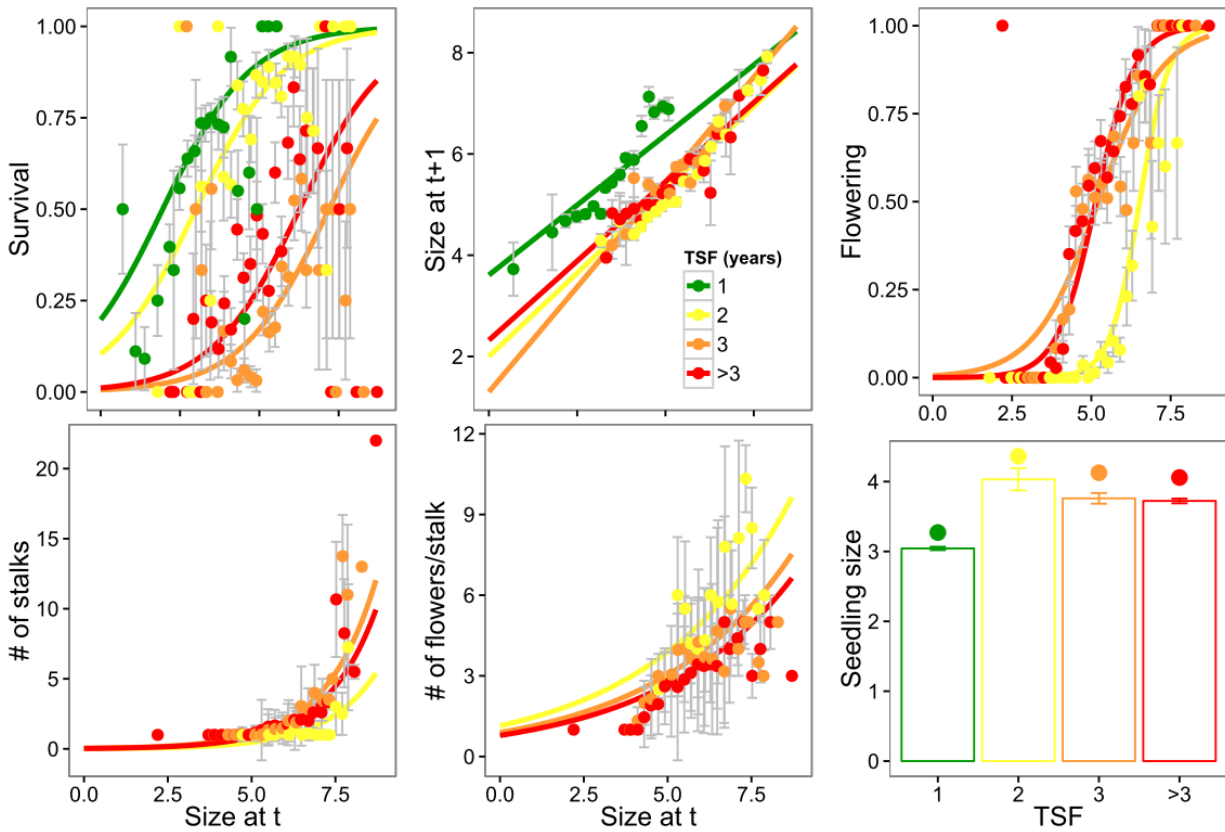 Survival
1.00
0.75
0.50
0.25
0.00
Size at t+1
8
6
4
2
TSF (years)
1
2
3
>3
Flowering
1.00
0.75
0.50
0.25
0.00
0.0 2.5 5.0 7.5
# of stalks
20
15
10
5
0
0.0 2.5 5.0 7.5
Size at t
# of flowers/stalk
12
9
6
3
0
0.0 2.5 5.0 7.5
Size at t
Seedling size
4
3
2
1
0
1 2 3 >3
TSF